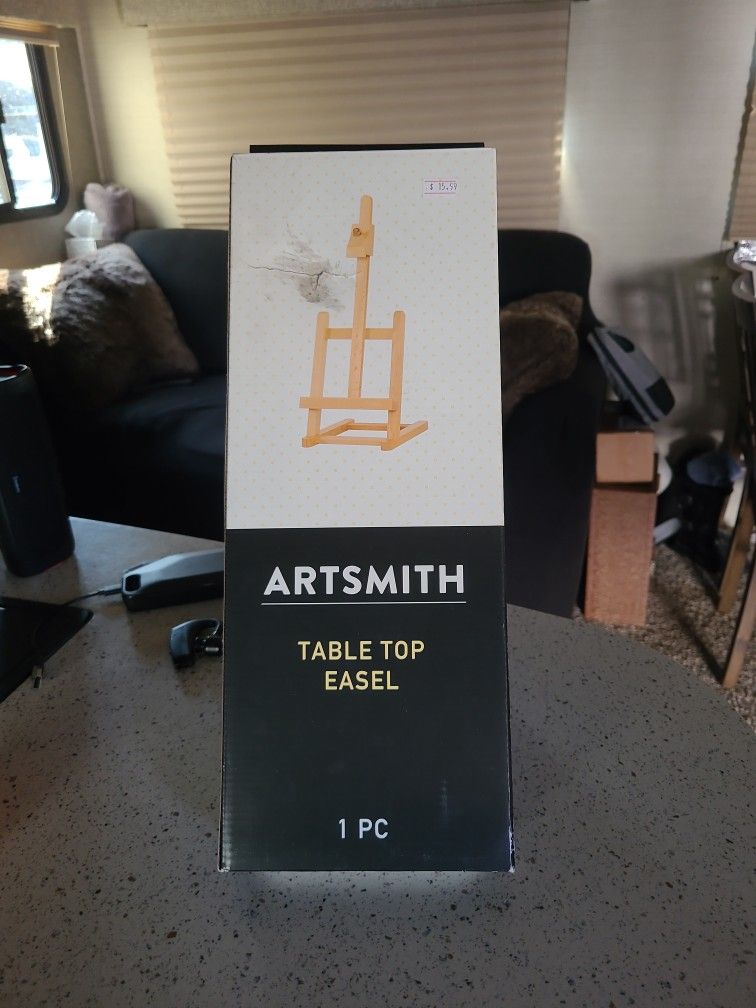 $ 15.59
ARTSMITH
TABLE TOP
EASEL
1 PC